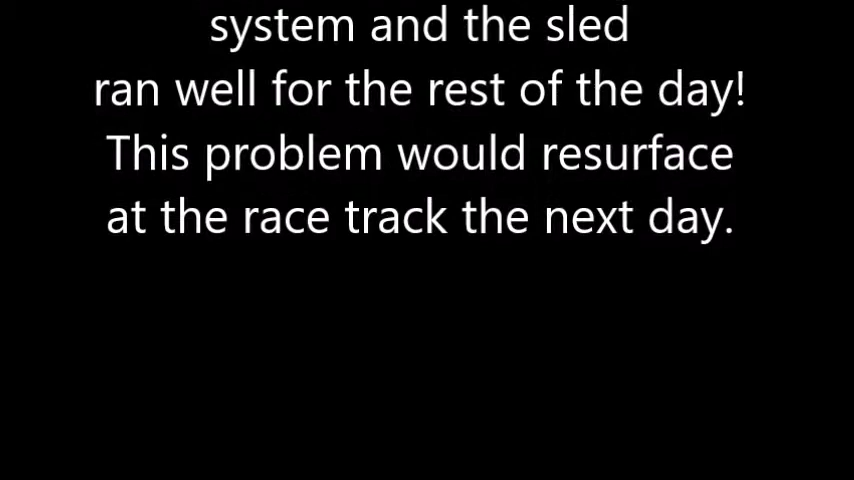 system and the sled
ran well for the rest of the day!
This problem would resurface
at the race track the next day.